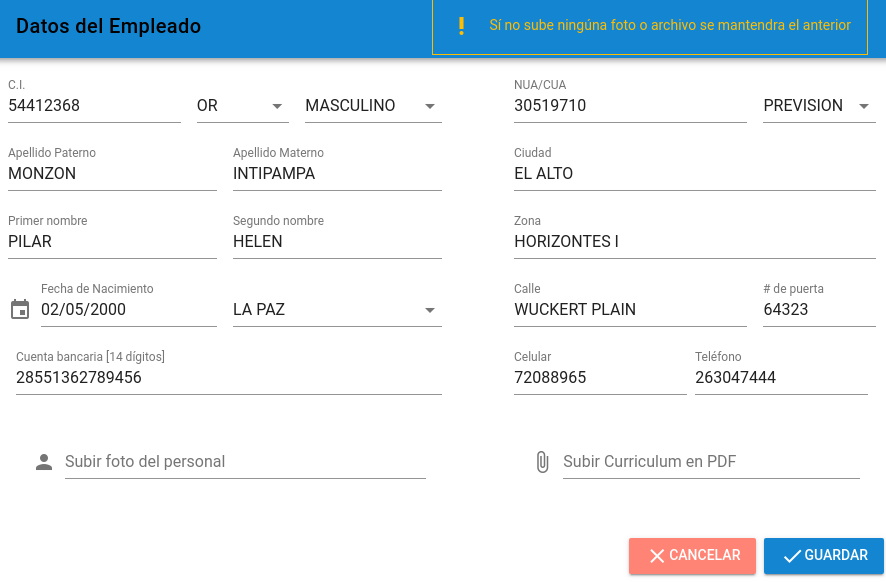 Datos del Empleado
! Sí no sube ningúna foto o archivo se mantendra el anterior
C.I. NUA/CUA
54412368 OR MASCULINO 30519710 PREVISION
Apellido Paterno Apellido Materno Ciudad
MONZON INTIPAMPA EL ALTO
Primer nombre Segundo nombre Zona
PILAR HELEN HORIZONTES I
Fecha de Nacimiento Calle # de puerta
02/05/2000 LA PAZ WUCKERT PLAIN 64323
Cuenta bancaria [14 dígitos] Celular Teléfono
28551362789456 72088965 263047444
Subir foto del personal Subir Curriculum en PDF
CANCELAR GUARDAR